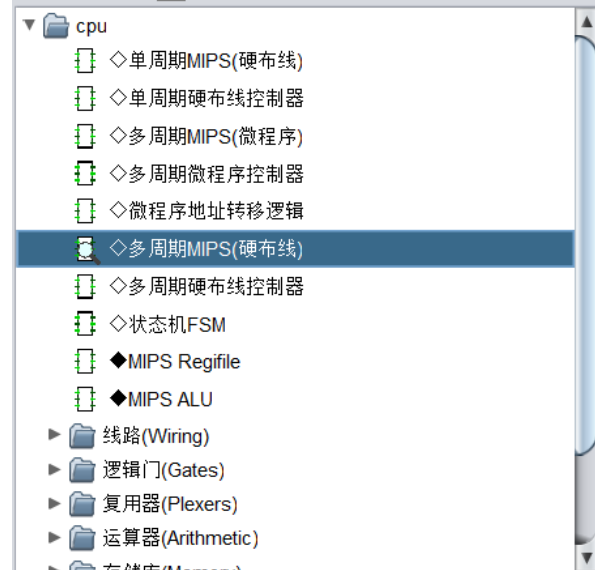 cpu
◇单周期MIPS(硬布线)
◇单周期硬布线控制器
◇多周期MIPS(微程序)
◇多周期微程序控制器
◇微程序地址转移逻辑
◇多周期MIPS(硬布线)
◇多周期硬布线控制器
◇状态机FSM
◆MIPS Regifile
◆MIPS ALU
线路(Wiring)
逻辑门(Gates)
复用器(Plexers)
运算器(Arithmetic)
存储库(Memory)